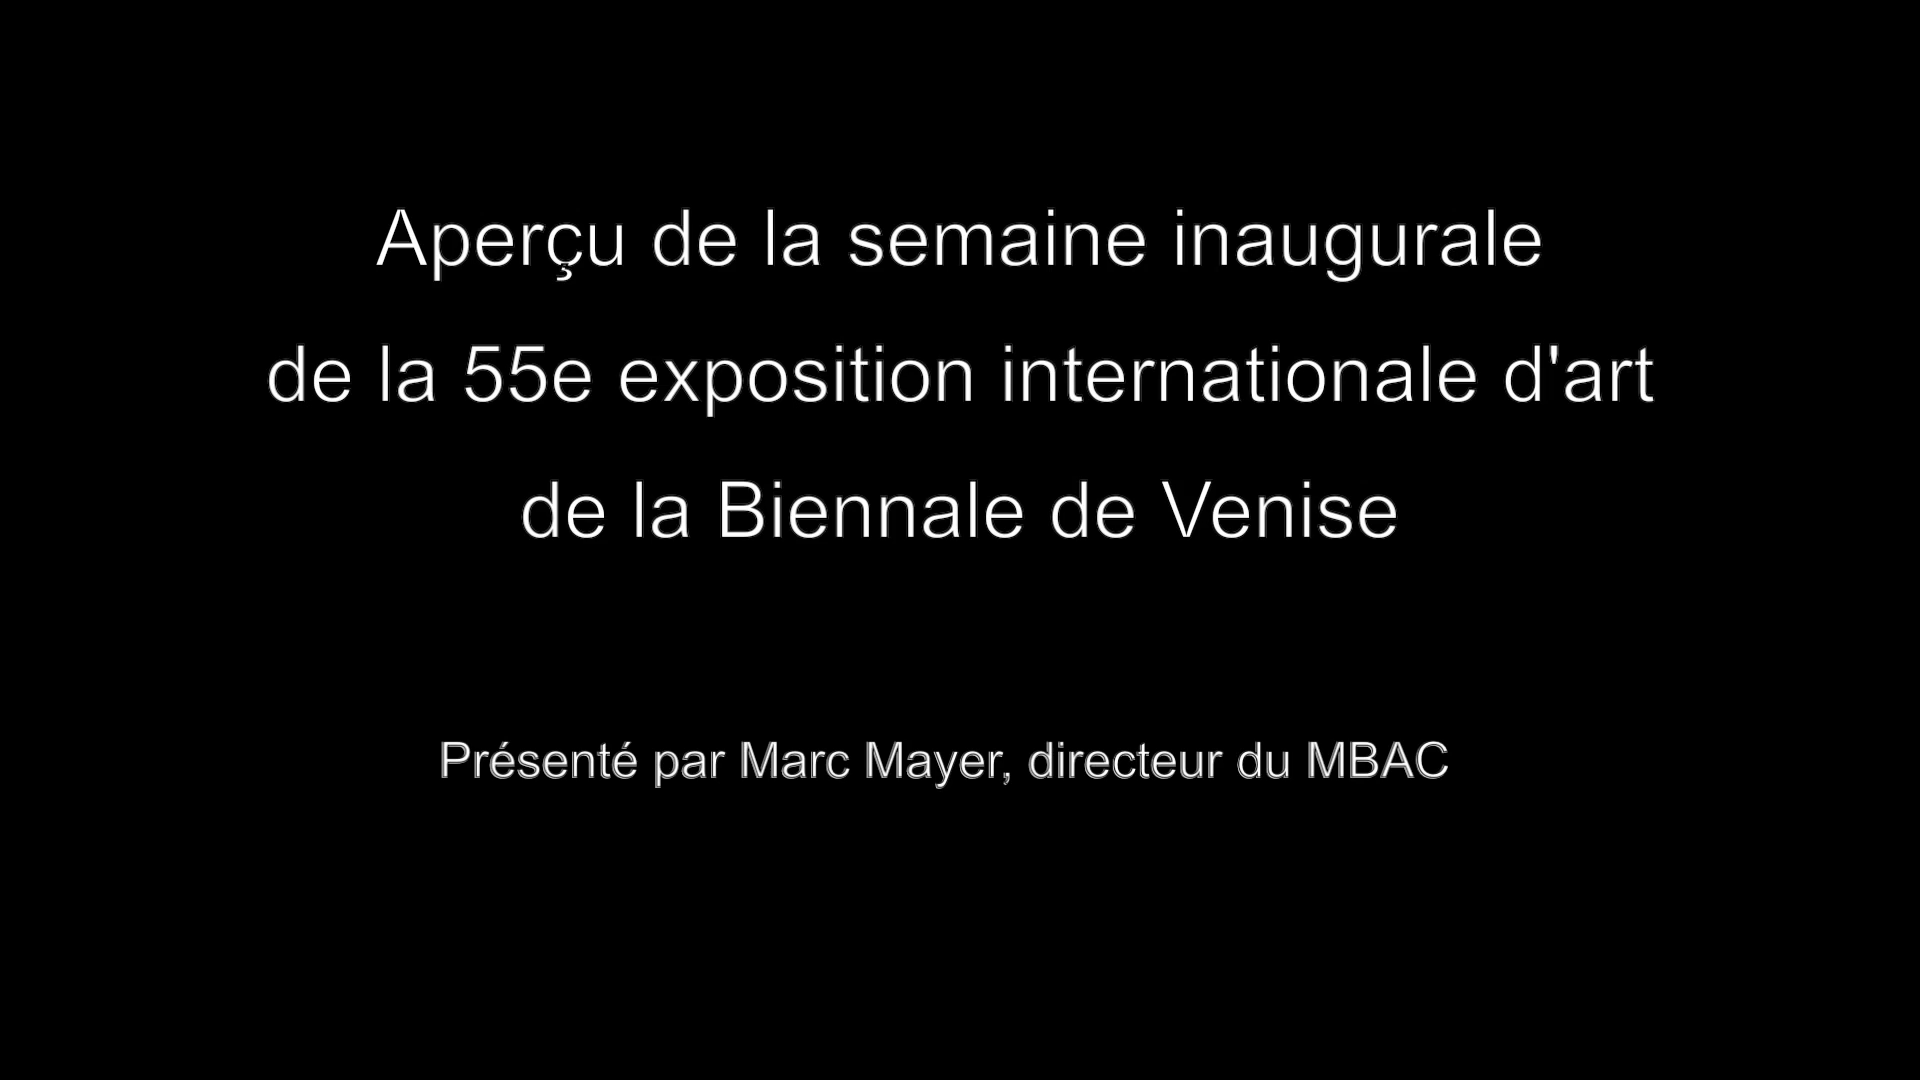 Aperçu de la semaine inaugurale
de la 55e exposition internationale d'art
de la Biennale de Venise
Présenté par Marc Mayer, directeur du MBAC